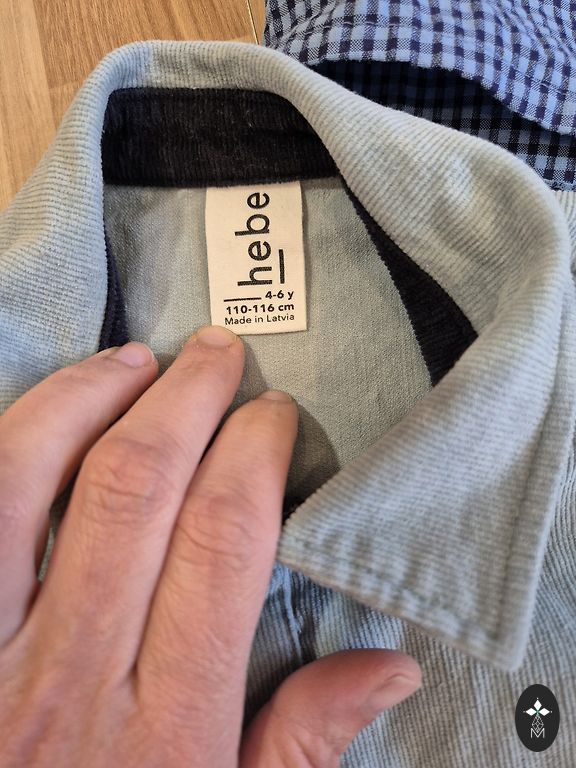 hebe
4-6 y
110-116 cm
Made in Latvia
M